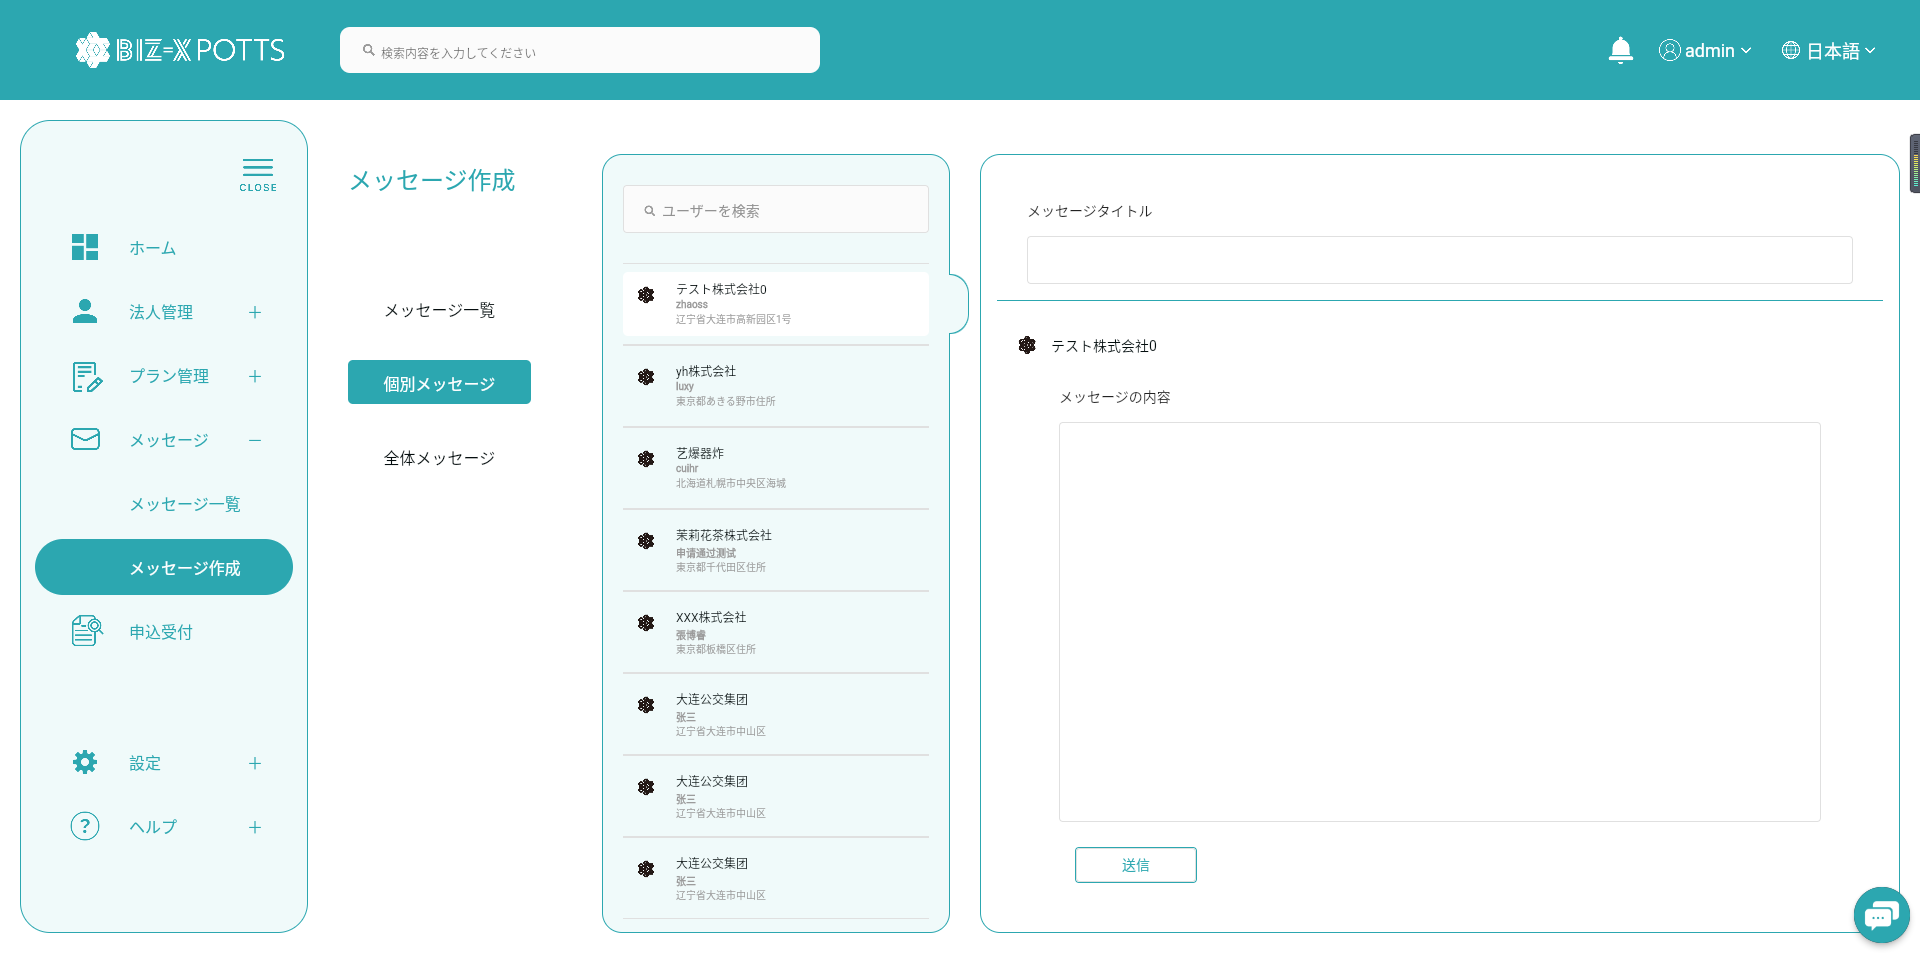 BIZ=X POTTS
検索内容を入力してください
admin
日本語
CLOSE
ホーム
法人管理
プラン管理
メッセージ
メッセージ一覧
メッセージ作成
申込受付
設定
ヘルプ
メッセージ作成
メッセージ一覧
個別メッセージ
全体メッセージ
ユーザーを検索
テスト株式会社0
zhaoss
辽宁省大连市高新园区1号
yh株式会社
luxy
東京都あきる野市住所
艺爆器炸
cuihr
北海道札幌市中央区海城
茉莉花茶株式会社
申请通过测试
東京都千代田区住所
XXX株式会社
張博睿
東京都板橋区住所
大连公交集团
张三
辽宁省大连市中山区
大连公交集团
张三
辽宁省大连市中山区
大连公交集团
张三
辽宁省大连市中山区
メッセージタイトル
テスト株式会社0
メッセージの内容
送信